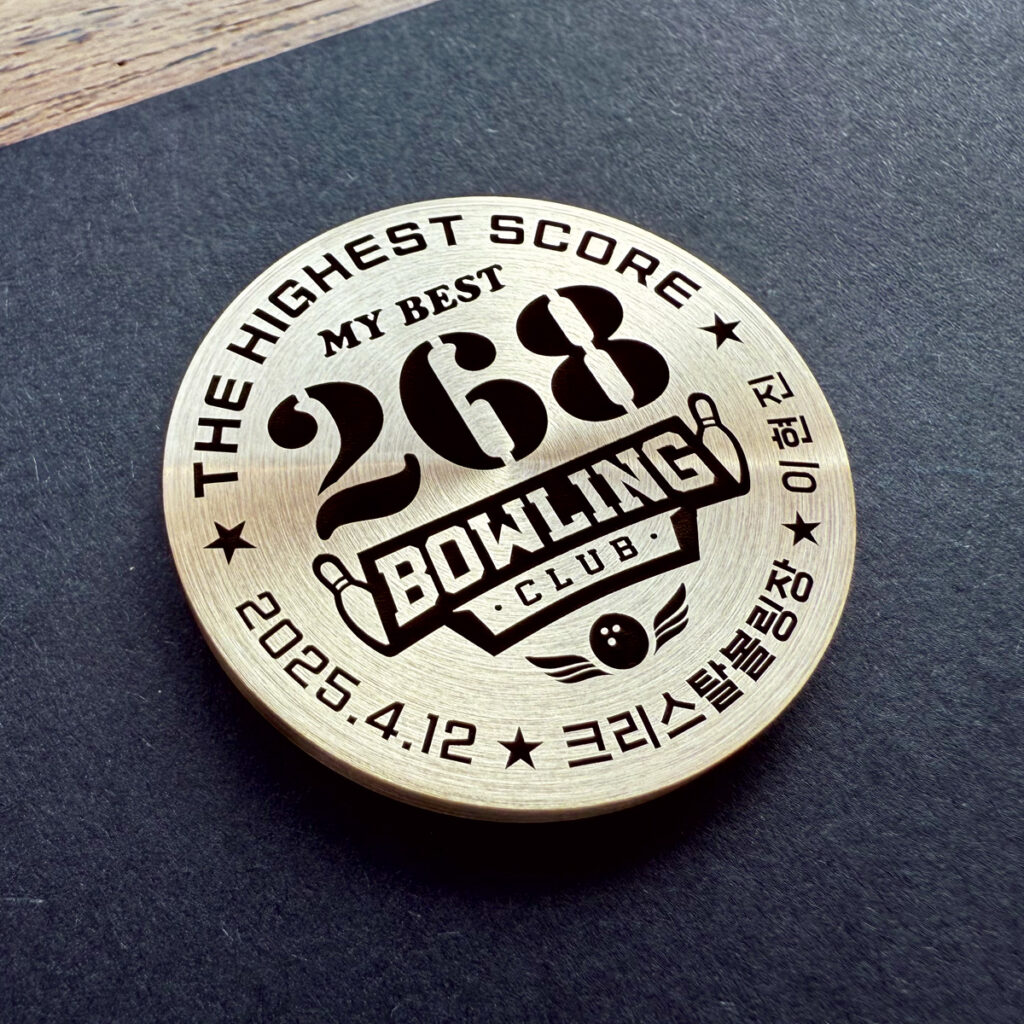 THE HIGHEST SCORE
MY BEST
268
BOWLING
· CLUB ·
2025.4.12 ★ 크리스탈볼링장 ★ 이현진 ★